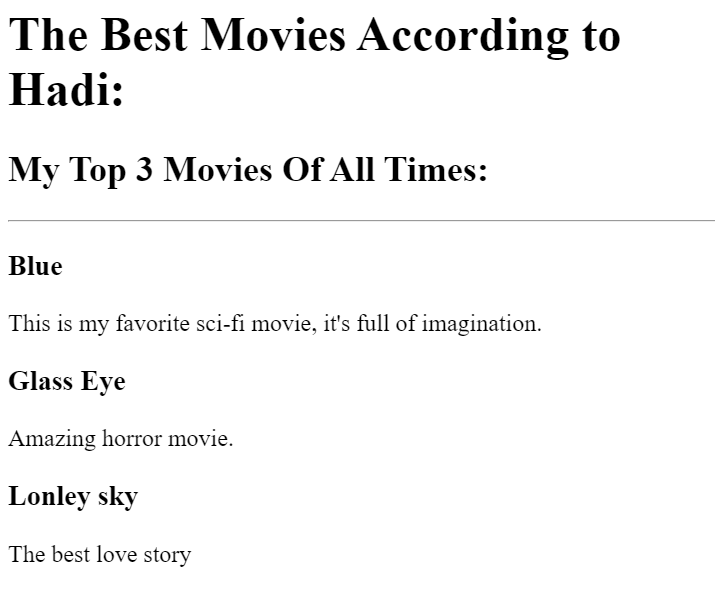 The Best Movies According to
Hadi:
My Top 3 Movies Of All Times:
Blue
This is my favorite sci-fi movie, it's full of imagination.
Glass Eye
Amazing horror movie.
Lonley sky
The best love story